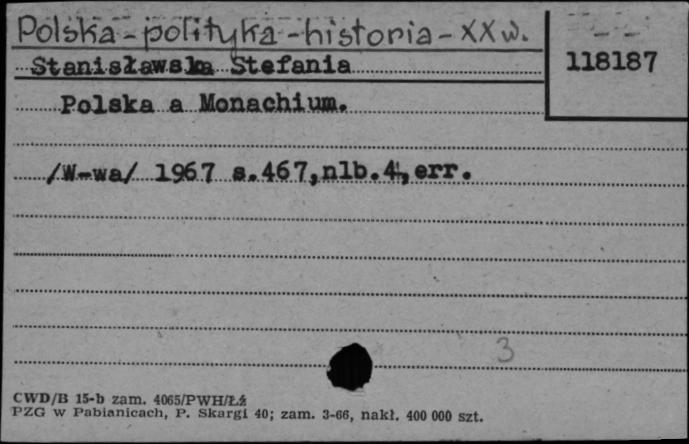 Polska - polityka - historia - XX w.
Stanisławska Stefania
118187
Polska a Monachium.
/W-wa/ 1967 s.467,nlb.4,err.
3
CWD/B 15-b zam. 4065/PWH/Łź
PZG w Pabianicach, P. Skargi 40; zam. 3-66, nakł. 400 000 szt.